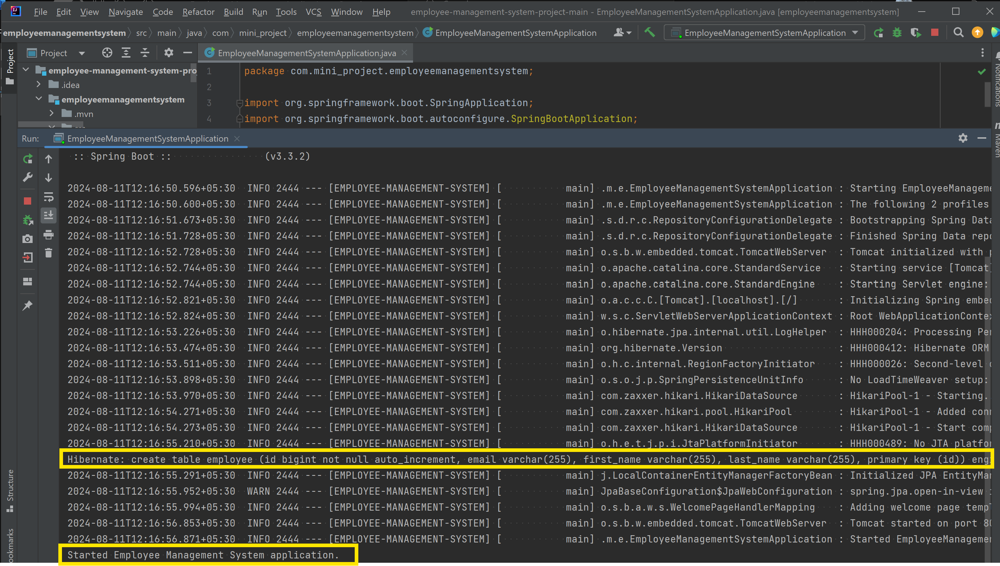 File Edit View Navigate Code Refactor Build Run Tools VCS Window Help employee-management-system-project-main - EmployeeManagementSystemApplication.java [employeemanagementsystem]
employeemanagementsystem src main java com mini_project employeemanagementsystem EmployeeManagementSystemApplication EmployeeManagementSystemApplication
Project
Project
EmployeeManagementSystemApplication.java
employee-management-system-pro
.idea
employeemanagementsystem
.mvn
1 package com.mini_project.employeemanagementsystem;
2
3 import org.springframework.boot.SpringApplication;
4 import org.springframework.boot.autoconfigure.SpringBootApplication;
Notifications
Maven
Run: EmployeeManagementSystemApplication
:: Spring Boot :: (v3.3.2)
2024-08-11T12:16:50.596+05:30 INFO 2444 --- [EMPLOYEE-MANAGEMENT-SYSTEM] [ main] .m.e.EmployeeManagementSystemApplication : Starting EmployeeManageme
2024-08-11T12:16:50.600+05:30 INFO 2444 --- [EMPLOYEE-MANAGEMENT-SYSTEM] [ main] .m.e.EmployeeManagementSystemApplication : The following 2 profiles
2024-08-11T12:16:51.673+05:30 INFO 2444 --- [EMPLOYEE-MANAGEMENT-SYSTEM] [ main] .s.d.r.c.RepositoryConfigurationDelegate : Bootstrapping Spring Data
2024-08-11T12:16:51.728+05:30 INFO 2444 --- [EMPLOYEE-MANAGEMENT-SYSTEM] [ main] .s.d.r.c.RepositoryConfigurationDelegate : Finished Spring Data repo
2024-08-11T12:16:52.728+05:30 INFO 2444 --- [EMPLOYEE-MANAGEMENT-SYSTEM] [ main] o.s.b.w.embedded.tomcat.TomcatWebServer : Tomcat initialized with p
2024-08-11T12:16:52.744+05:30 INFO 2444 --- [EMPLOYEE-MANAGEMENT-SYSTEM] [ main] o.apache.catalina.core.StandardService : Starting service [Tomcat]
2024-08-11T12:16:52.744+05:30 INFO 2444 --- [EMPLOYEE-MANAGEMENT-SYSTEM] [ main] o.apache.catalina.core.StandardEngine : Starting Servlet engine:
2024-08-11T12:16:52.821+05:30 INFO 2444 --- [EMPLOYEE-MANAGEMENT-SYSTEM] [ main] o.a.c.c.C.[Tomcat].[localhost].[/] : Initializing Spring embed
2024-08-11T12:16:52.824+05:30 INFO 2444 --- [EMPLOYEE-MANAGEMENT-SYSTEM] [ main] w.s.c.ServletWebServerApplicationContext : Root WebApplicationContex
2024-08-11T12:16:53.226+05:30 INFO 2444 --- [EMPLOYEE-MANAGEMENT-SYSTEM] [ main] o.hibernate.jpa.internal.util.LogHelper : HHH000204: Processing Per
2024-08-11T12:16:53.474+05:30 INFO 2444 --- [EMPLOYEE-MANAGEMENT-SYSTEM] [ main] org.hibernate.Version : HHH000412: Hibernate ORM
2024-08-11T12:16:53.511+05:30 INFO 2444 --- [EMPLOYEE-MANAGEMENT-SYSTEM] [ main] o.h.c.internal.RegionFactoryInitiator : HHH000026: Second-level c
2024-08-11T12:16:53.898+05:30 INFO 2444 --- [EMPLOYEE-MANAGEMENT-SYSTEM] [ main] o.s.o.j.p.SpringPersistenceUnitInfo : No LoadTimeWeaver setup:
2024-08-11T12:16:53.970+05:30 INFO 2444 --- [EMPLOYEE-MANAGEMENT-SYSTEM] [ main] com.zaxxer.hikari.HikariDataSource : HikariPool-1 - Starting.
2024-08-11T12:16:54.271+05:30 INFO 2444 --- [EMPLOYEE-MANAGEMENT-SYSTEM] [ main] com.zaxxer.hikari.pool.HikariPool : HikariPool-1 - Added conn
2024-08-11T12:16:54.273+05:30 INFO 2444 --- [EMPLOYEE-MANAGEMENT-SYSTEM] [ main] com.zaxxer.hikari.HikariDataSource : HikariPool-1 - Start comp
2024-08-11T12:16:55.210+05:30 INFO 2444 --- [EMPLOYEE-MANAGEMENT-SYSTEM] [ main] o.h.e.t.j.p.i.JtaPlatformInitiator : HHH000489: No JTA platfor
Hibernate: create table employee (id bigint not null auto_increment, email varchar(255), first_name varchar(255), last_name varchar(255), primary key (id)) engi
2024-08-11T12:16:55.291+05:30 INFO 2444 --- [EMPLOYEE-MANAGEMENT-SYSTEM] [ main] j.LocalContainerEntityManagerFactoryBean : Initialized JPA EntityMan
2024-08-11T12:16:55.952+05:30 WARN 2444 --- [EMPLOYEE-MANAGEMENT-SYSTEM] [ main] JpaBaseConfiguration$JpaWebConfiguration : spring.jpa.open-in-view
2024-08-11T12:16:55.994+05:30 INFO 2444 --- [EMPLOYEE-MANAGEMENT-SYSTEM] [ main] o.s.b.a.w.s.WelcomePageHandlerMapping : Adding welcome page templ
2024-08-11T12:16:56.853+05:30 INFO 2444 --- [EMPLOYEE-MANAGEMENT-SYSTEM] [ main] o.s.b.w.embedded.tomcat.TomcatWebServer : Tomcat started on port 80
2024-08-11T12:16:56.871+05:30 INFO 2444 --- [EMPLOYEE-MANAGEMENT-SYSTEM] [ main] .m.e.EmployeeManagementSystemApplication : Started EmployeeManagemen
Started Employee Management System application.
Structure
ookmarks